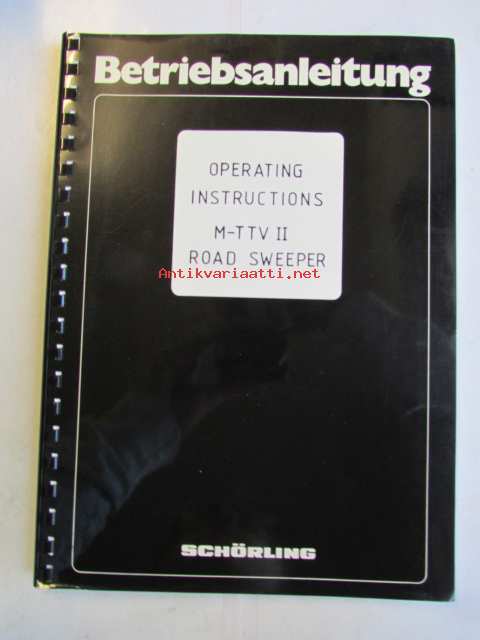 Betriebsanleitung
OPERATING
INSTRUCTIONS
M-TTV II
ROAD SWEEPER
Antikvariaatti.net
SCHÖRLING